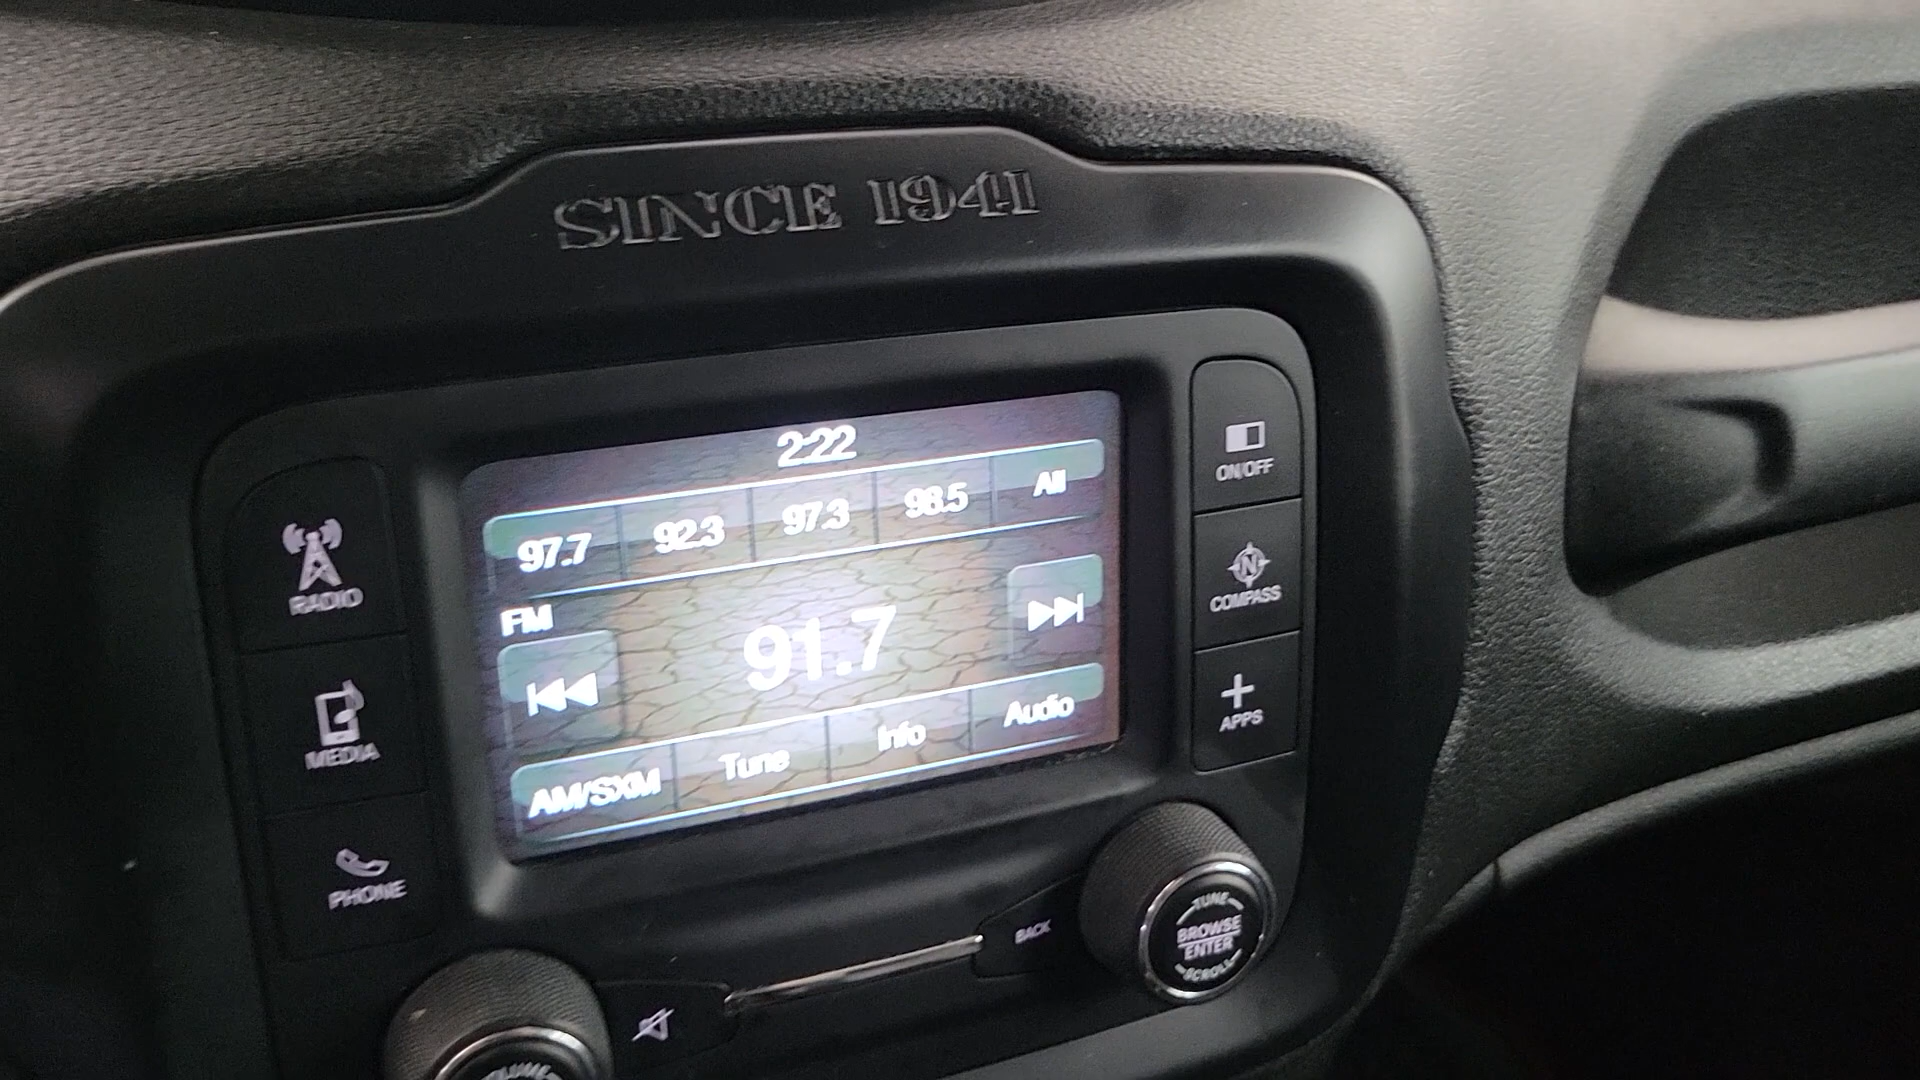 SINCE 1941
2:22
97.7 92.3 97.3 98.5 All
FM
91.7
AM/SXM Tune Info Audio
RADIO
MEDIA
PHONE
ON/OFF
N
COMPASS
APPS
BACK
TUNE
BROWSE
ENTER
SCROLL
VOLUME